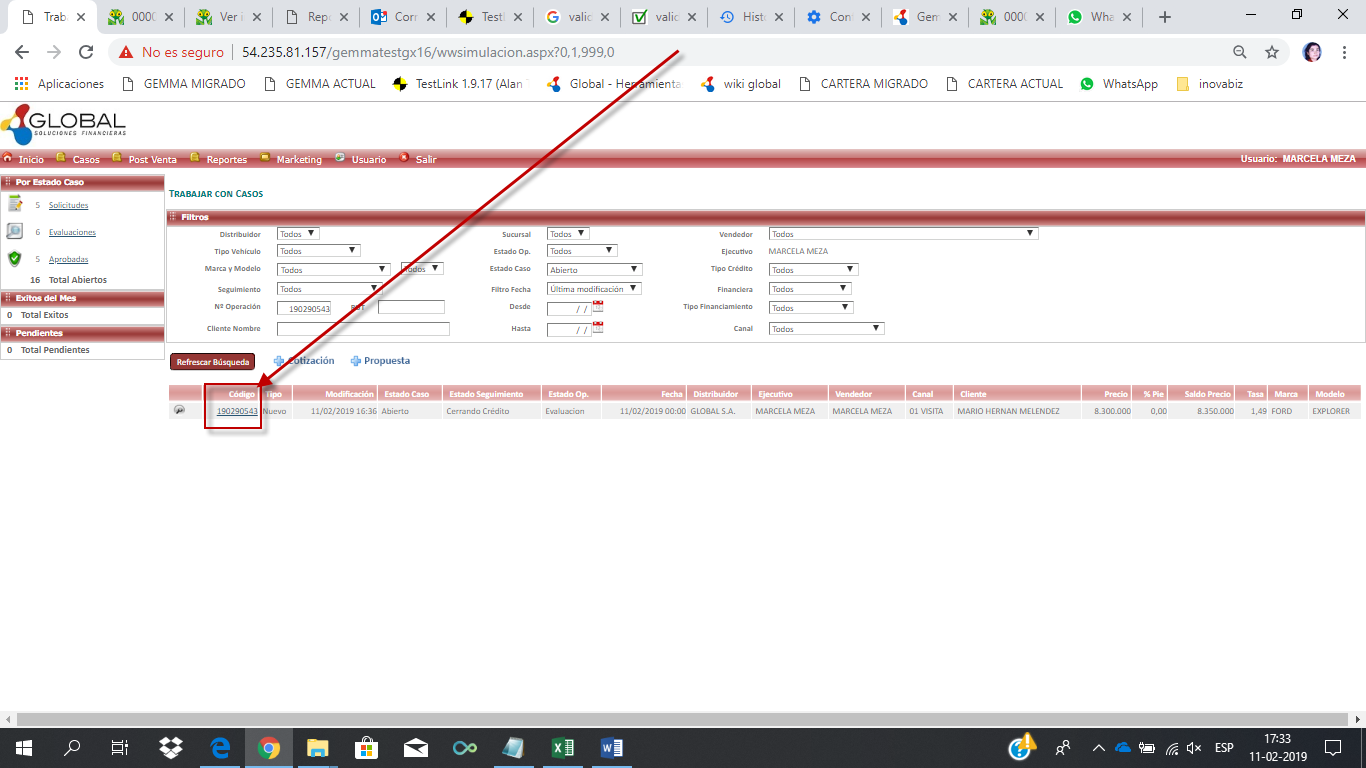 Trab
0000
Ver i
Repo
Corr
TestL
valid
valid
Histo
Con
Gem
0000
Wha
No es seguro | 54.235.81.157/gemmatestgx16/wwsimulacion.aspx?0,1,999,0
Aplicaciones GEMMA MIGRADO GEMMA ACTUAL TestLink 1.9.17 (Alan Global - Herramienta wiki global CARTERA MIGRADO CARTERA ACTUAL WhatsApp inovabiz
GLOBAL
SOLUCIONES FINANCIERAS
Inicio Casos Post Venta Reportes Marketing Usuario Salir Usuario: MARCELA MEZA
Por Estado Caso
5 Solicitudes
6 Evaluaciones
5 Aprobadas
16 Total Abiertos
Exitos del Mes
0 Total Exitos
Pendientes
0 Total Pendientes
TRABAJAR CON CASOS
Filtros
Distribuidor Todos Sucursal Todos Vendedor Todos
Tipo Vehículo Todos Estado Op. Todos Ejecutivo MARCELA MEZA
Marca y Modelo Todos Todos Estado Caso Abierto Tipo Crédito Todos
Seguimiento Todos Filtro Fecha Última modificación Financiera Todos
Nº Operación 190290543 Desde / / Tipo Financiamiento Todos
Cliente Nombre Hasta / / Canal Todos
Refrescar Búsqueda Cotización Propuesta
Código Tipo Modificación Estado Caso Estado Seguimiento Estado Op. Fecha Distribuidor Ejecutivo Vendedor Canal Cliente Precio % Pie Saldo Precio Tasa Marca Modelo
190290543 Nuevo 11/02/2019 16:36 Abierto Cerrando Crédito Evaluacion 11/02/2019 00:00 GLOBAL S.A. MARCELA MEZA MARCELA MEZA 01 VISITA MARIO HERNAN MELENDEZ 8.300.000 0,00 8.350.000 1,49 FORD EXPLORER
ESP
17:33
11-02-2019